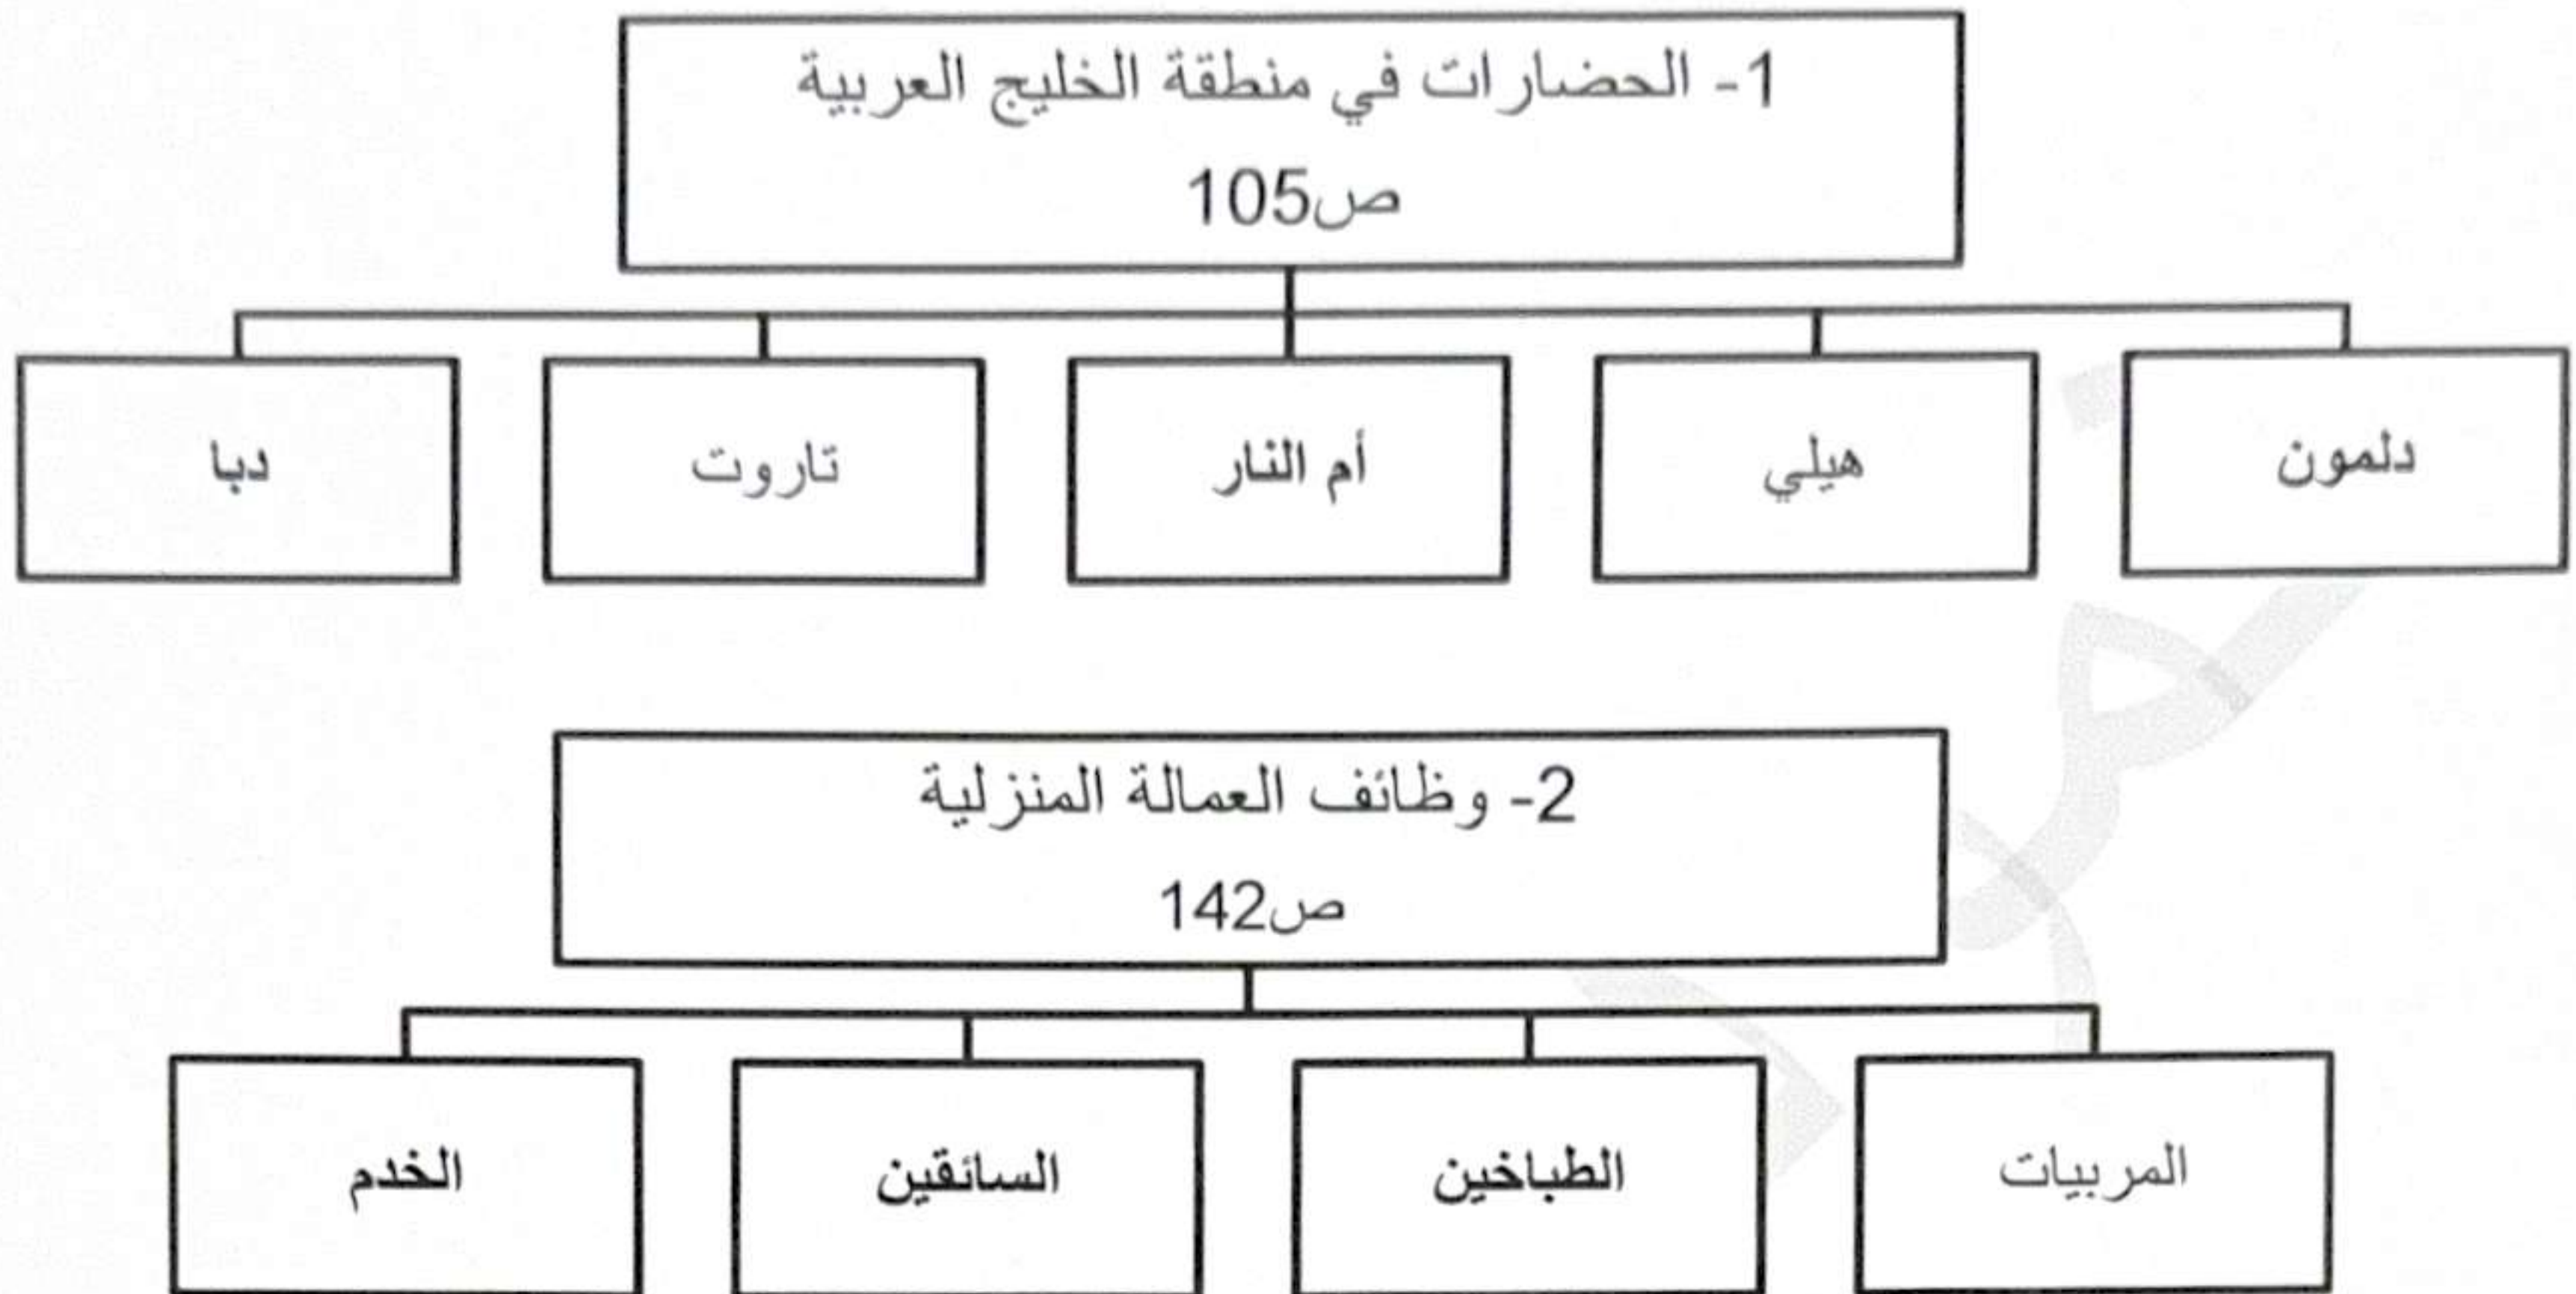 1- الحضارات في منطقة الخليج العربية
ص105
دلمون
هيلي
أم النار
تاروت
دبا
2- وظائف العمالة المنزلية
ص142
المربيات
الطباخين
السائقين
الخدم